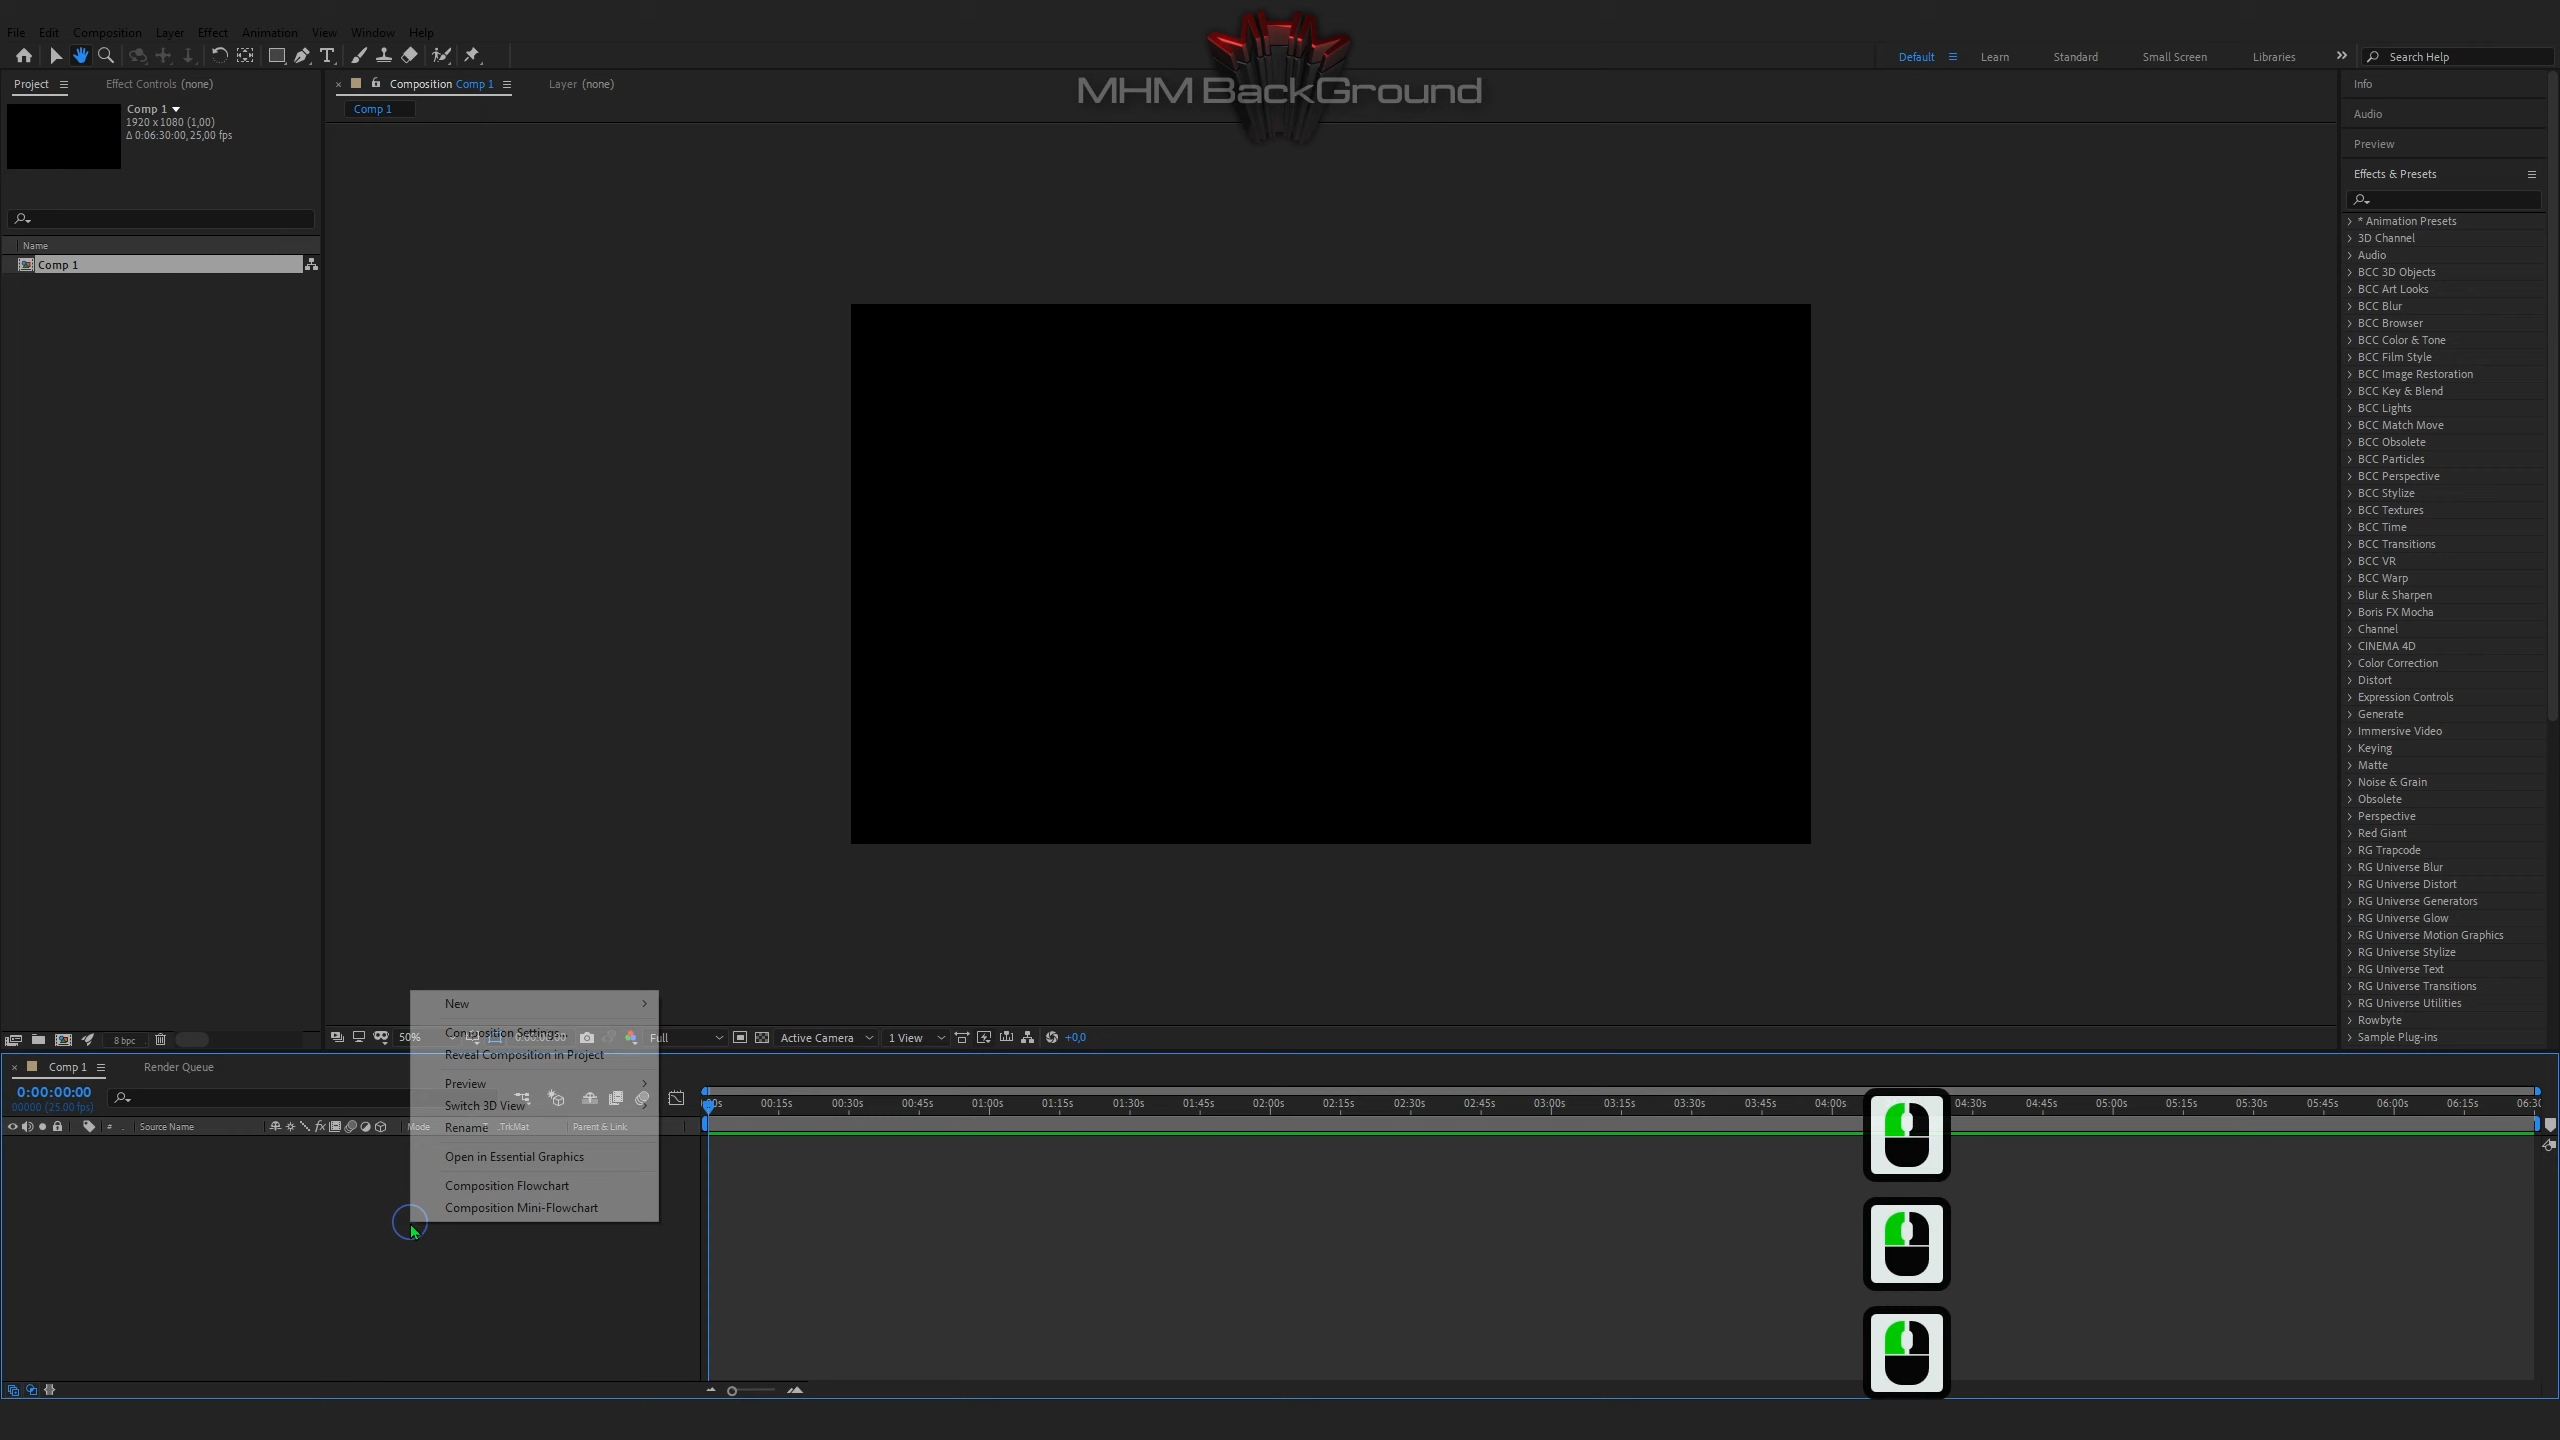 File Edit Composition Layer Effect Animation View Window Help
MHM BackGround
Default Learn Standard Small Screen Libraries Search Help
Project Effect Controls (none)
Composition Comp 1 Layer (none)
Comp 1
1920 x 1080 (1,00)
Δ 0:06:30:00, 25,00 fps
Comp 1
Name
Comp 1
Info
Audio
Preview
Effects & Presets
* Animation Presets
3D Channel
Audio
BCC 3D Objects
BCC Art Looks
BCC Blur
BCC Browser
BCC Color & Tone
BCC Film Style
BCC Image Restoration
BCC Key & Blend
BCC Lights
BCC Match Move
BCC Obsolete
BCC Particles
BCC Perspective
BCC Stylize
BCC Textures
BCC Time
BCC Transitions
BCC VR
BCC Warp
Blur & Sharpen
Boris FX Mocha
Channel
CINEMA 4D
Color Correction
Distort
Expression Controls
Generate
Immersive Video
Keying
Matte
Noise & Grain
Obsolete
Perspective
Red Giant
RG Trapcode
RG Universe Blur
RG Universe Distort
RG Universe Generators
RG Universe Glow
RG Universe Motion Graphics
RG Universe Stylize
RG Universe Text
RG Universe Transitions
RG Universe Utilities
Rowbyte
Sample Plug-ins
8 bpc
50% Full Active Camera 1 View +0,0
New
Composition Settings...
Reveal Composition in Project
Preview
Switch 3D View
Rename
Open in Essential Graphics
Composition Flowchart
Composition Mini-Flowchart
Comp 1 Render Queue
0:00:00:00
00000 (25.00 fps)
# Source Name Mode TrkMat Parent & Link
00:15s 00:30s 00:45s 01:00s 01:15s 01:30s 01:45s 02:00s 02:15s 02:30s 02:45s 03:00s 03:15s 03:30s 03:45s 04:00s 04:30s 04:45s 05:00s 05:15s 05:30s 05:45s 06:00s 06:15s